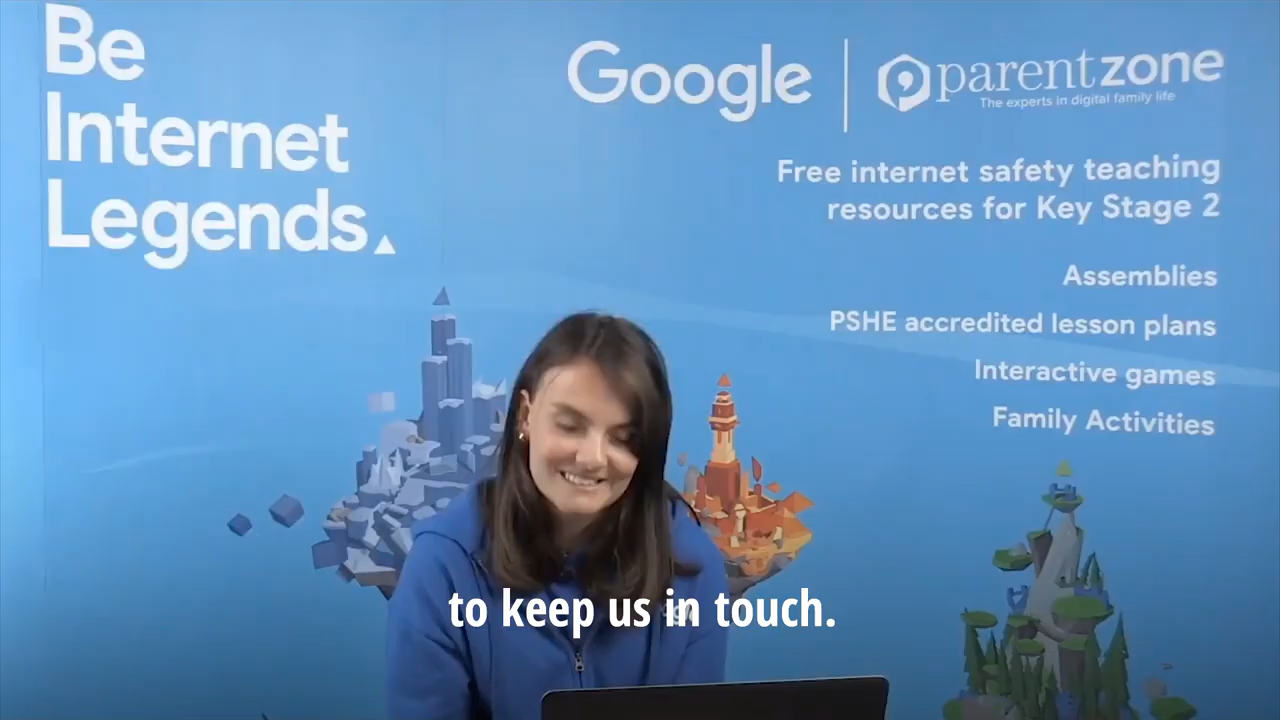 Be
Internet
Legends.
Google | parentzone
The experts in digital family life
Free internet safety teaching
resources for Key Stage 2
Assemblies
PSHE accredited lesson plans
Interactive games
Family Activities
to keep us in touch.